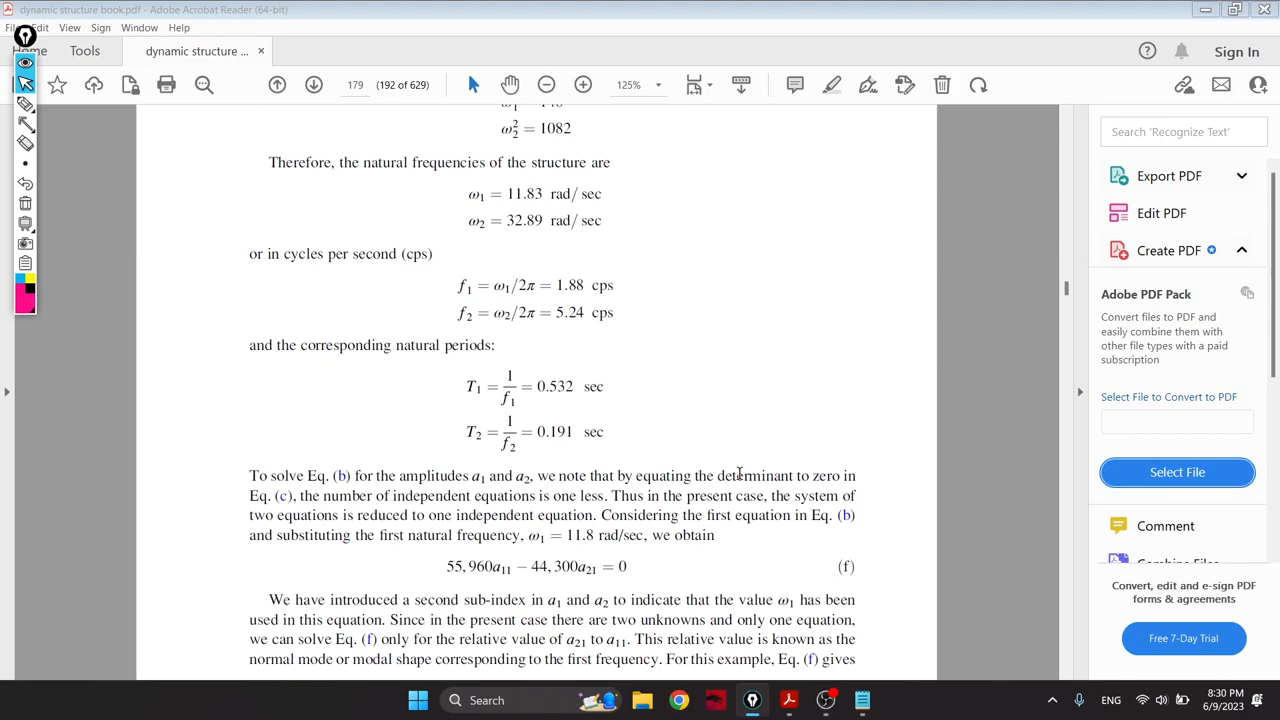 dynamic structure book.pdf - Adobe Acrobat Reader (64-bit)
File Edit View Sign Window Help
Home Tools dynamic structure ... × Sign In
179 (192 of 629) 125%
ω₂² = 1082
Therefore, the natural frequencies of the structure are
ω₁ = 11.83 rad/ sec
ω₂ = 32.89 rad/ sec
or in cycles per second (cps)
f₁ = ω₁/2π = 1.88 cps
f₂ = ω₂/2π = 5.24 cps
and the corresponding natural periods:
T₁ = 1/f₁ = 0.532 sec
T₂ = 1/f₂ = 0.191 sec
To solve Eq. (b) for the amplitudes a₁ and a₂, we note that by equating the determinant to zero in
Eq. (c), the number of independent equations is one less. Thus in the present case, the system of
two equations is reduced to one independent equation. Considering the first equation in Eq. (b)
and substituting the first natural frequency, ω₁ = 11.8 rad/sec, we obtain
55, 960a₁₁ − 44, 300a₂₁ = 0 (f)
We have introduced a second sub-index in a₁ and a₂ to indicate that the value ω₁ has been
used in this equation. Since in the present case there are two unknowns and only one equation,
we can solve Eq. (f) only for the relative value of a₂₁ to a₁₁. This relative value is known as the
normal mode or modal shape corresponding to the first frequency. For this example, Eq. (f) gives
Search 'Recognize Text'
Export PDF
Edit PDF
Create PDF
Adobe PDF Pack
Convert files to PDF and
easily combine them with
other file types with a paid
subscription
Select File to Convert to PDF
Select File
Comment
Combine Files
Convert, edit and e-sign PDF
forms & agreements
Free 7-Day Trial
Search
ENG
8:30 PM
6/9/2023